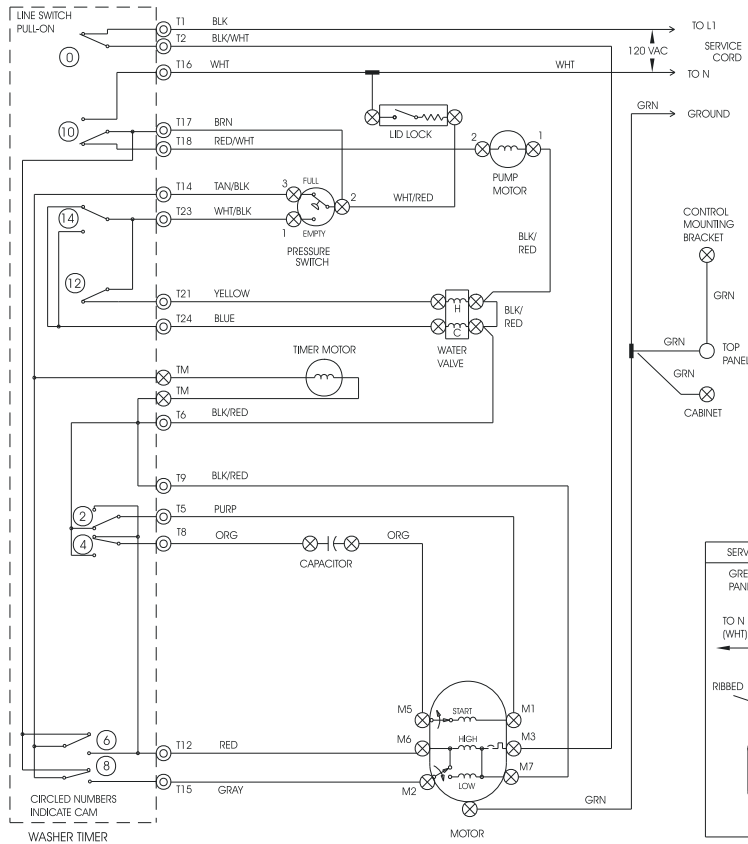 LINE SWITCH
PULL-ON
0
T1 BLK
T2 BLK/WHT
TO L1
120 VAC
SERVICE
CORD
T16 WHT
WHT
TO N
GRN
GROUND
10
T17 BRN
T18 RED/WHT
LID LOCK
2
1
PUMP
MOTOR
T14 TAN/BLK
3
FULL
2
WHT/RED
14
T23 WHT/BLK
1
EMPTY
PRESSURE
SWITCH
BLK/
RED
CONTROL
MOUNTING
BRACKET
12
GRN
T21 YELLOW
H
T24 BLUE
C
BLK/
RED
WATER
VALVE
TIMER MOTOR
GRN
TOP
PANEL
GRN
CABINET
TM
TM
T6 BLK/RED
T9 BLK/RED
2
T5 PURP
4
T8 ORG
ORG
CAPACITOR
SERV
GRE
PAN
TO N
(WHT)
RIBBED
M5
START
M1
6
T12 RED
M6
HIGH
M3
8
T15 GRAY
M2
LOW
M7
GRN
MOTOR
CIRCLED NUMBERS
INDICATE CAM
WASHER TIMER